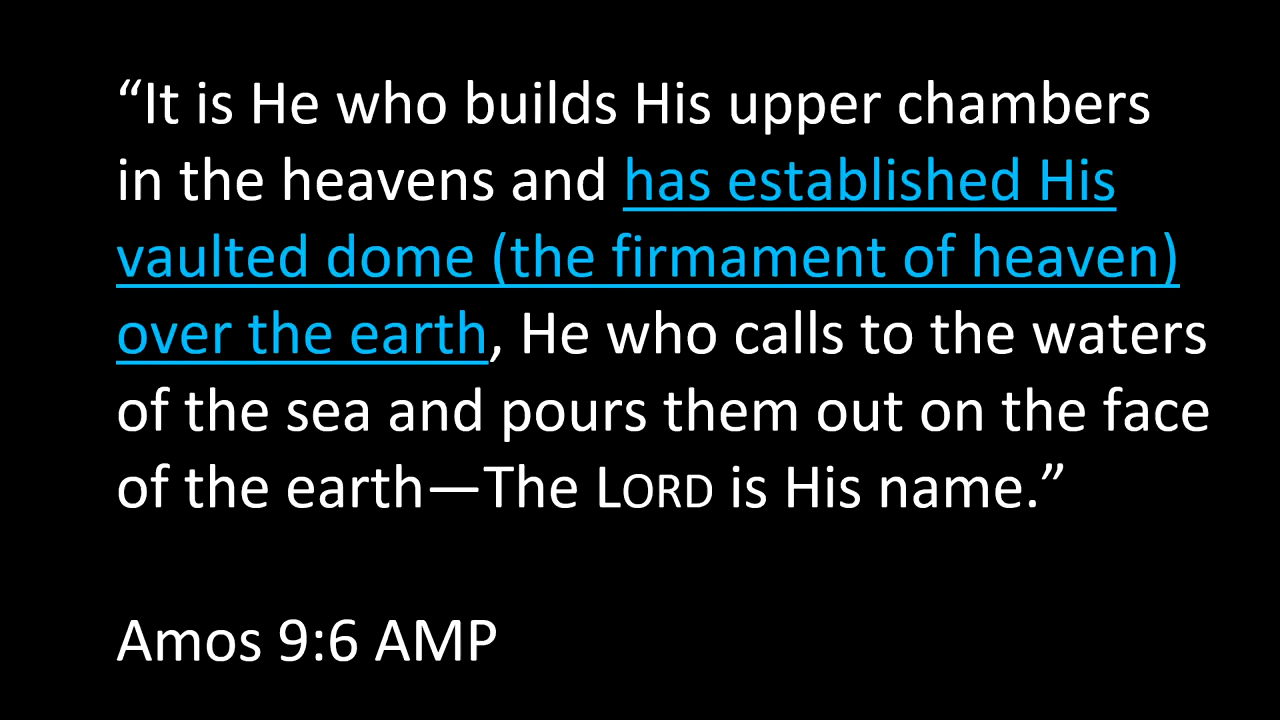 “It is He who builds His upper chambers
in the heavens and has established His
vaulted dome (the firmament of heaven)
over the earth, He who calls to the waters
of the sea and pours them out on the face
of the earth—The LORD is His name.”
Amos 9:6 AMP